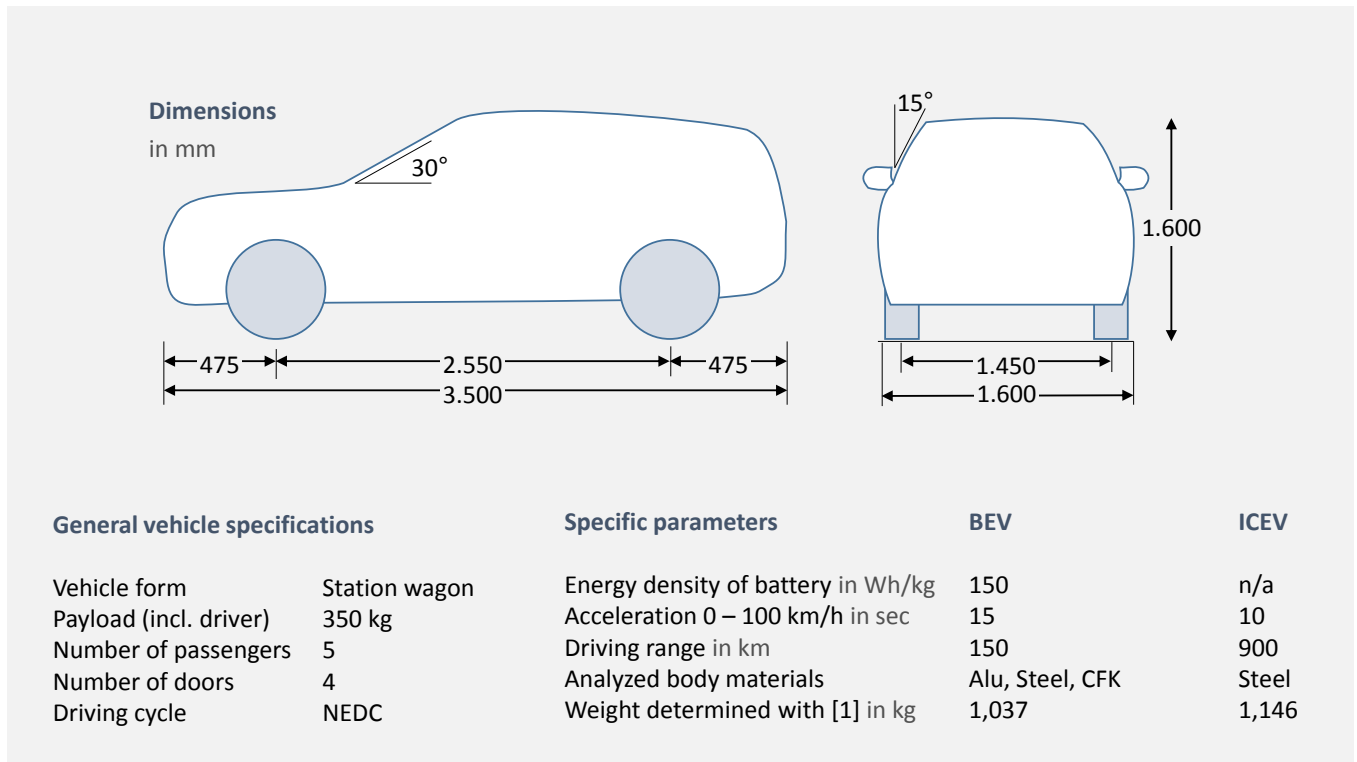 Dimensions
in mm
30°
15°
1.600
475
2.550
475
3.500
1.450
1.600
General vehicle specifications
Vehicle form Station wagon
Payload (incl. driver) 350 kg
Number of passengers 5
Number of doors 4
Driving cycle NEDC
Specific parameters BEV ICEV
Energy density of battery in Wh/kg 150 n/a
Acceleration 0 – 100 km/h in sec 15 10
Driving range in km 150 900
Analyzed body materials Alu, Steel, CFK Steel
Weight determined with [1] in kg 1,037 1,146